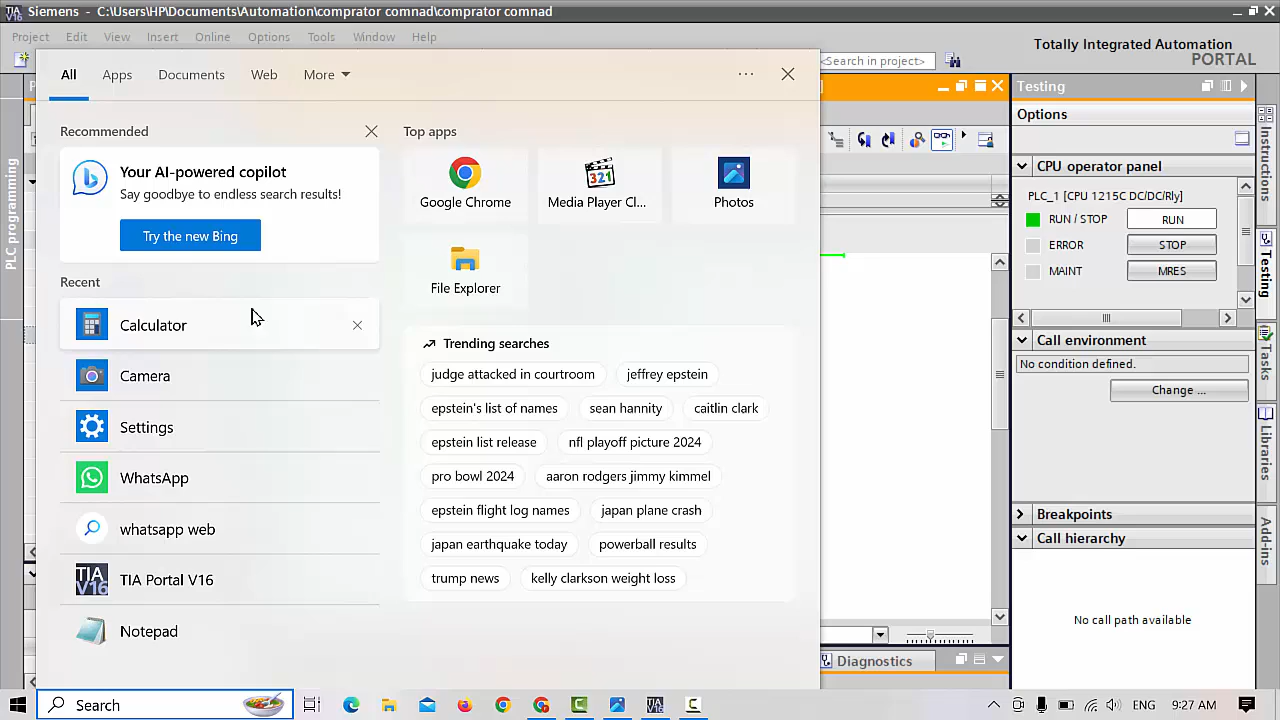 Siemens - C:\Users\HP\Documents\Automation\comprator comnad\comprator comnad
Project Edit View Insert Online Options Tools Window Help
Totally Integrated Automation
PORTAL
<Search in project>
All Apps Documents Web More
Recommended
Your AI-powered copilot
Say goodbye to endless search results!
Try the new Bing
Recent
Calculator
Camera
Settings
WhatsApp
whatsapp web
TIA Portal V16
Notepad
Top apps
Google Chrome
Media Player Cl...
Photos
File Explorer
Trending searches
judge attacked in courtroom
jeffrey epstein
epstein's list of names
sean hannity
caitlin clark
epstein list release
nfl playoff picture 2024
pro bowl 2024
aaron rodgers jimmy kimmel
epstein flight log names
japan plane crash
japan earthquake today
powerball results
trump news
kelly clarkson weight loss
PLC programming
Testing
Options
CPU operator panel
PLC_1 [CPU 1215C DC/DC/Rly]
RUN / STOP RUN
ERROR STOP
MAINT MRES
Call environment
No condition defined.
Change ...
Breakpoints
Call hierarchy
No call path available
Instructions
Testing
Tasks
Libraries
Add-ins
Diagnostics
Search
ENG 9:27 AM